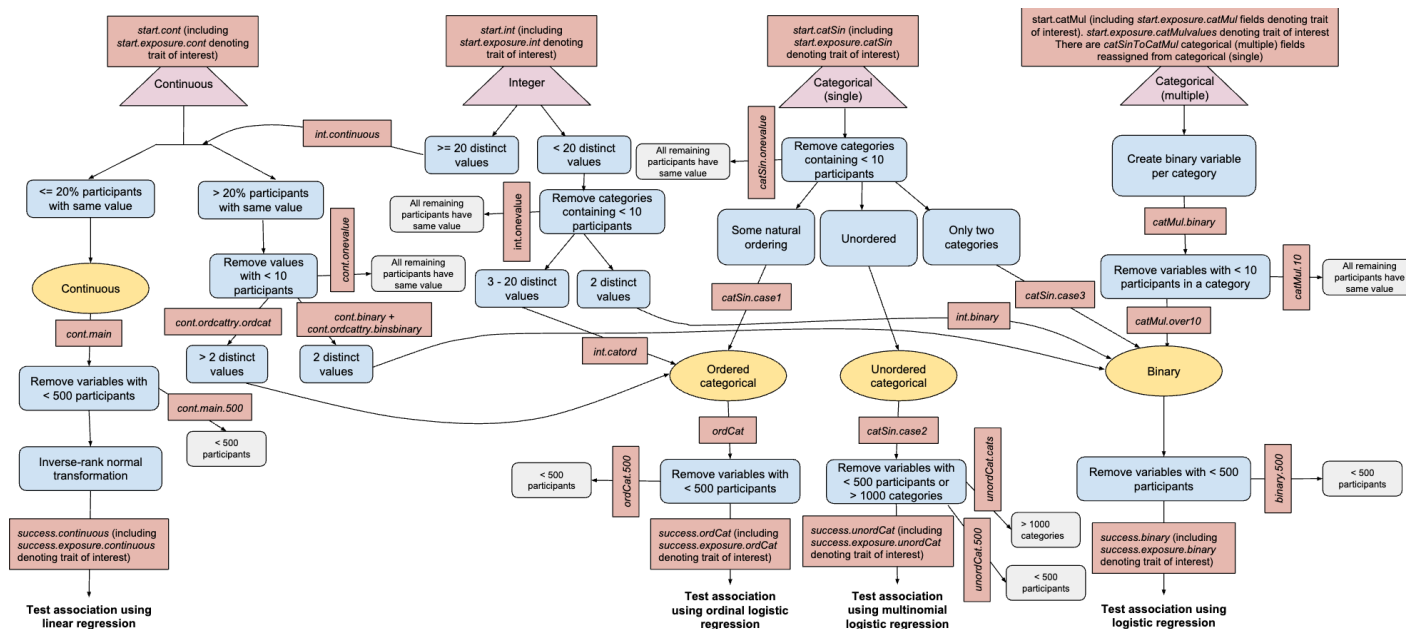 start.cont (including
start.exposure.cont
denoting
trait of interest)
Continuous
start.int (including
start.exposure.int denoting
trait of interest)
Integer
start.catSin (including
start.exposure.catSin
denoting trait of interest)
Categorical
(single)
start.catMul (including start.exposure.catMul fields denoting trait
of interest). start.exposure.catMulvalues denoting trait of interest
There are catSinToCatMul categorical (multiple) fields
reassigned from categorical (single)
Categorical
(multiple)
int.continuous
>= 20 distinct
values
< 20 distinct
values
All remaining
participants have
same value
catSin.onevalue
Remove categories
containing < 10
participants
Create binary variable
per category
<= 20% participants
with same value
> 20% participants
with same value
All remaining
participants have
same value
int.onevalue
Remove categories
containing < 10
participants
Some natural
ordering
Unordered
Only two
categories
catMul.binary
Continuous
Remove values
with < 10
participants
cont.onevalue
All remaining
participants have
same value
3 - 20 distinct
values
2 distinct
values
catSin.case1
catSin.case3
Remove variables with < 10
participants in a category
catMul.10
All remaining
participants have
same value
cont.main
cont.ordcattry.ordcat
cont.binary +
cont.ordcattry.binsbinary
int.binary
catMul.over10
> 2 distinct
values
2 distinct
values
int.catord
Ordered
categorical
Unordered
categorical
Binary
Remove variables with
< 500 participants
cont.main.500
< 500
participants
ordCat
catSin.case2
Inverse-rank normal
transformation
< 500
participants
ordCat.500
Remove variables with
< 500 participants
Remove variables with
< 500 participants or
> 1000 categories
unordCat.cats
Remove variables with < 500
participants
binary.500
< 500
participants
success.continuous (including
success.exposure.continuous
denoting trait of interest)
success.ordCat (including
success.exposure.ordCat
denoting trait of interest)
success.unordCat (including
success.exposure.unordCat
denoting trait of interest)
unordCat.500
> 1000
categories
< 500
participants
success.binary (including
success.exposure.binary
denoting trait of interest)
Test association using
linear regression
Test association
using ordinal logistic
regression
Test association
using multinomial
logistic regression
Test association using
logistic regression